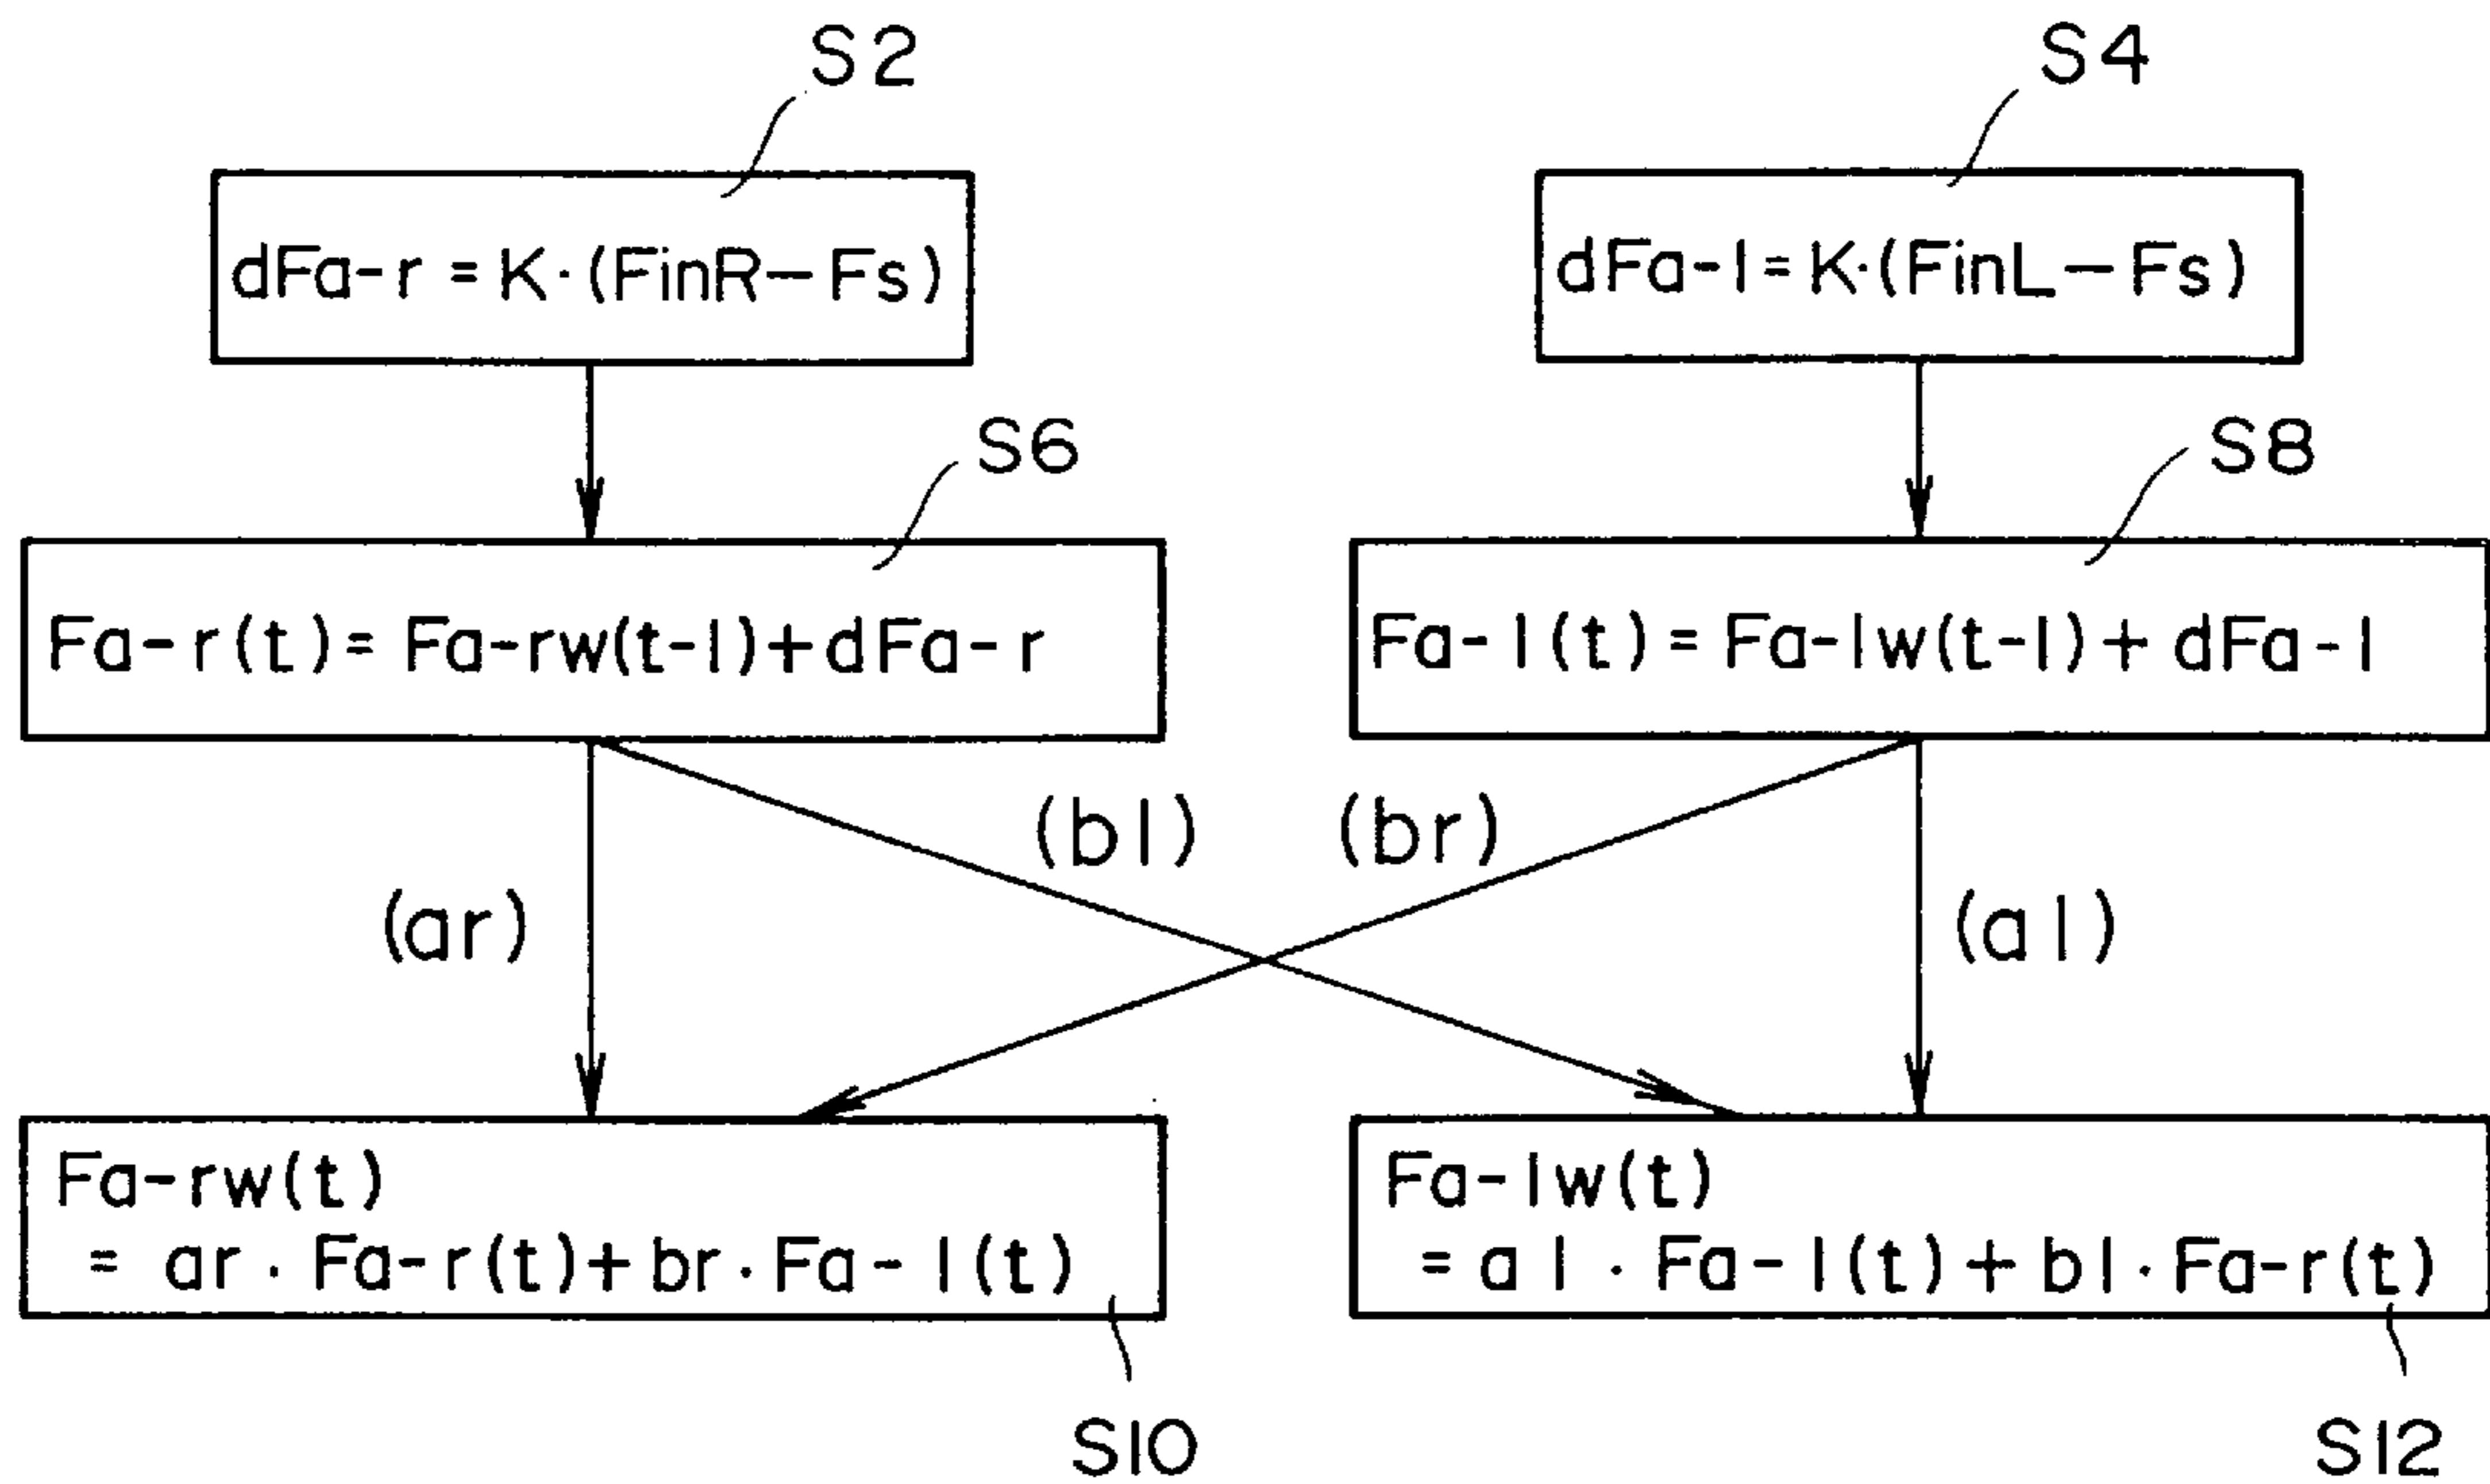 S2
S4
dFa-r = K·(FinR-Fs)
dFa-l = K·(FinL-Fs)
S6
S8
Fa-r(t) = Fa-rw(t-1)+dFa-r
Fa-l(t) = Fa-lw(t-1)+dFa-l
(bl)
(br)
(ar)
(al)
Fa-rw(t)
= ar·Fa-r(t)+br·Fa-l(t)
Fa-lw(t)
= al·Fa-l(t)+bl·Fa-r(t)
S10
S12